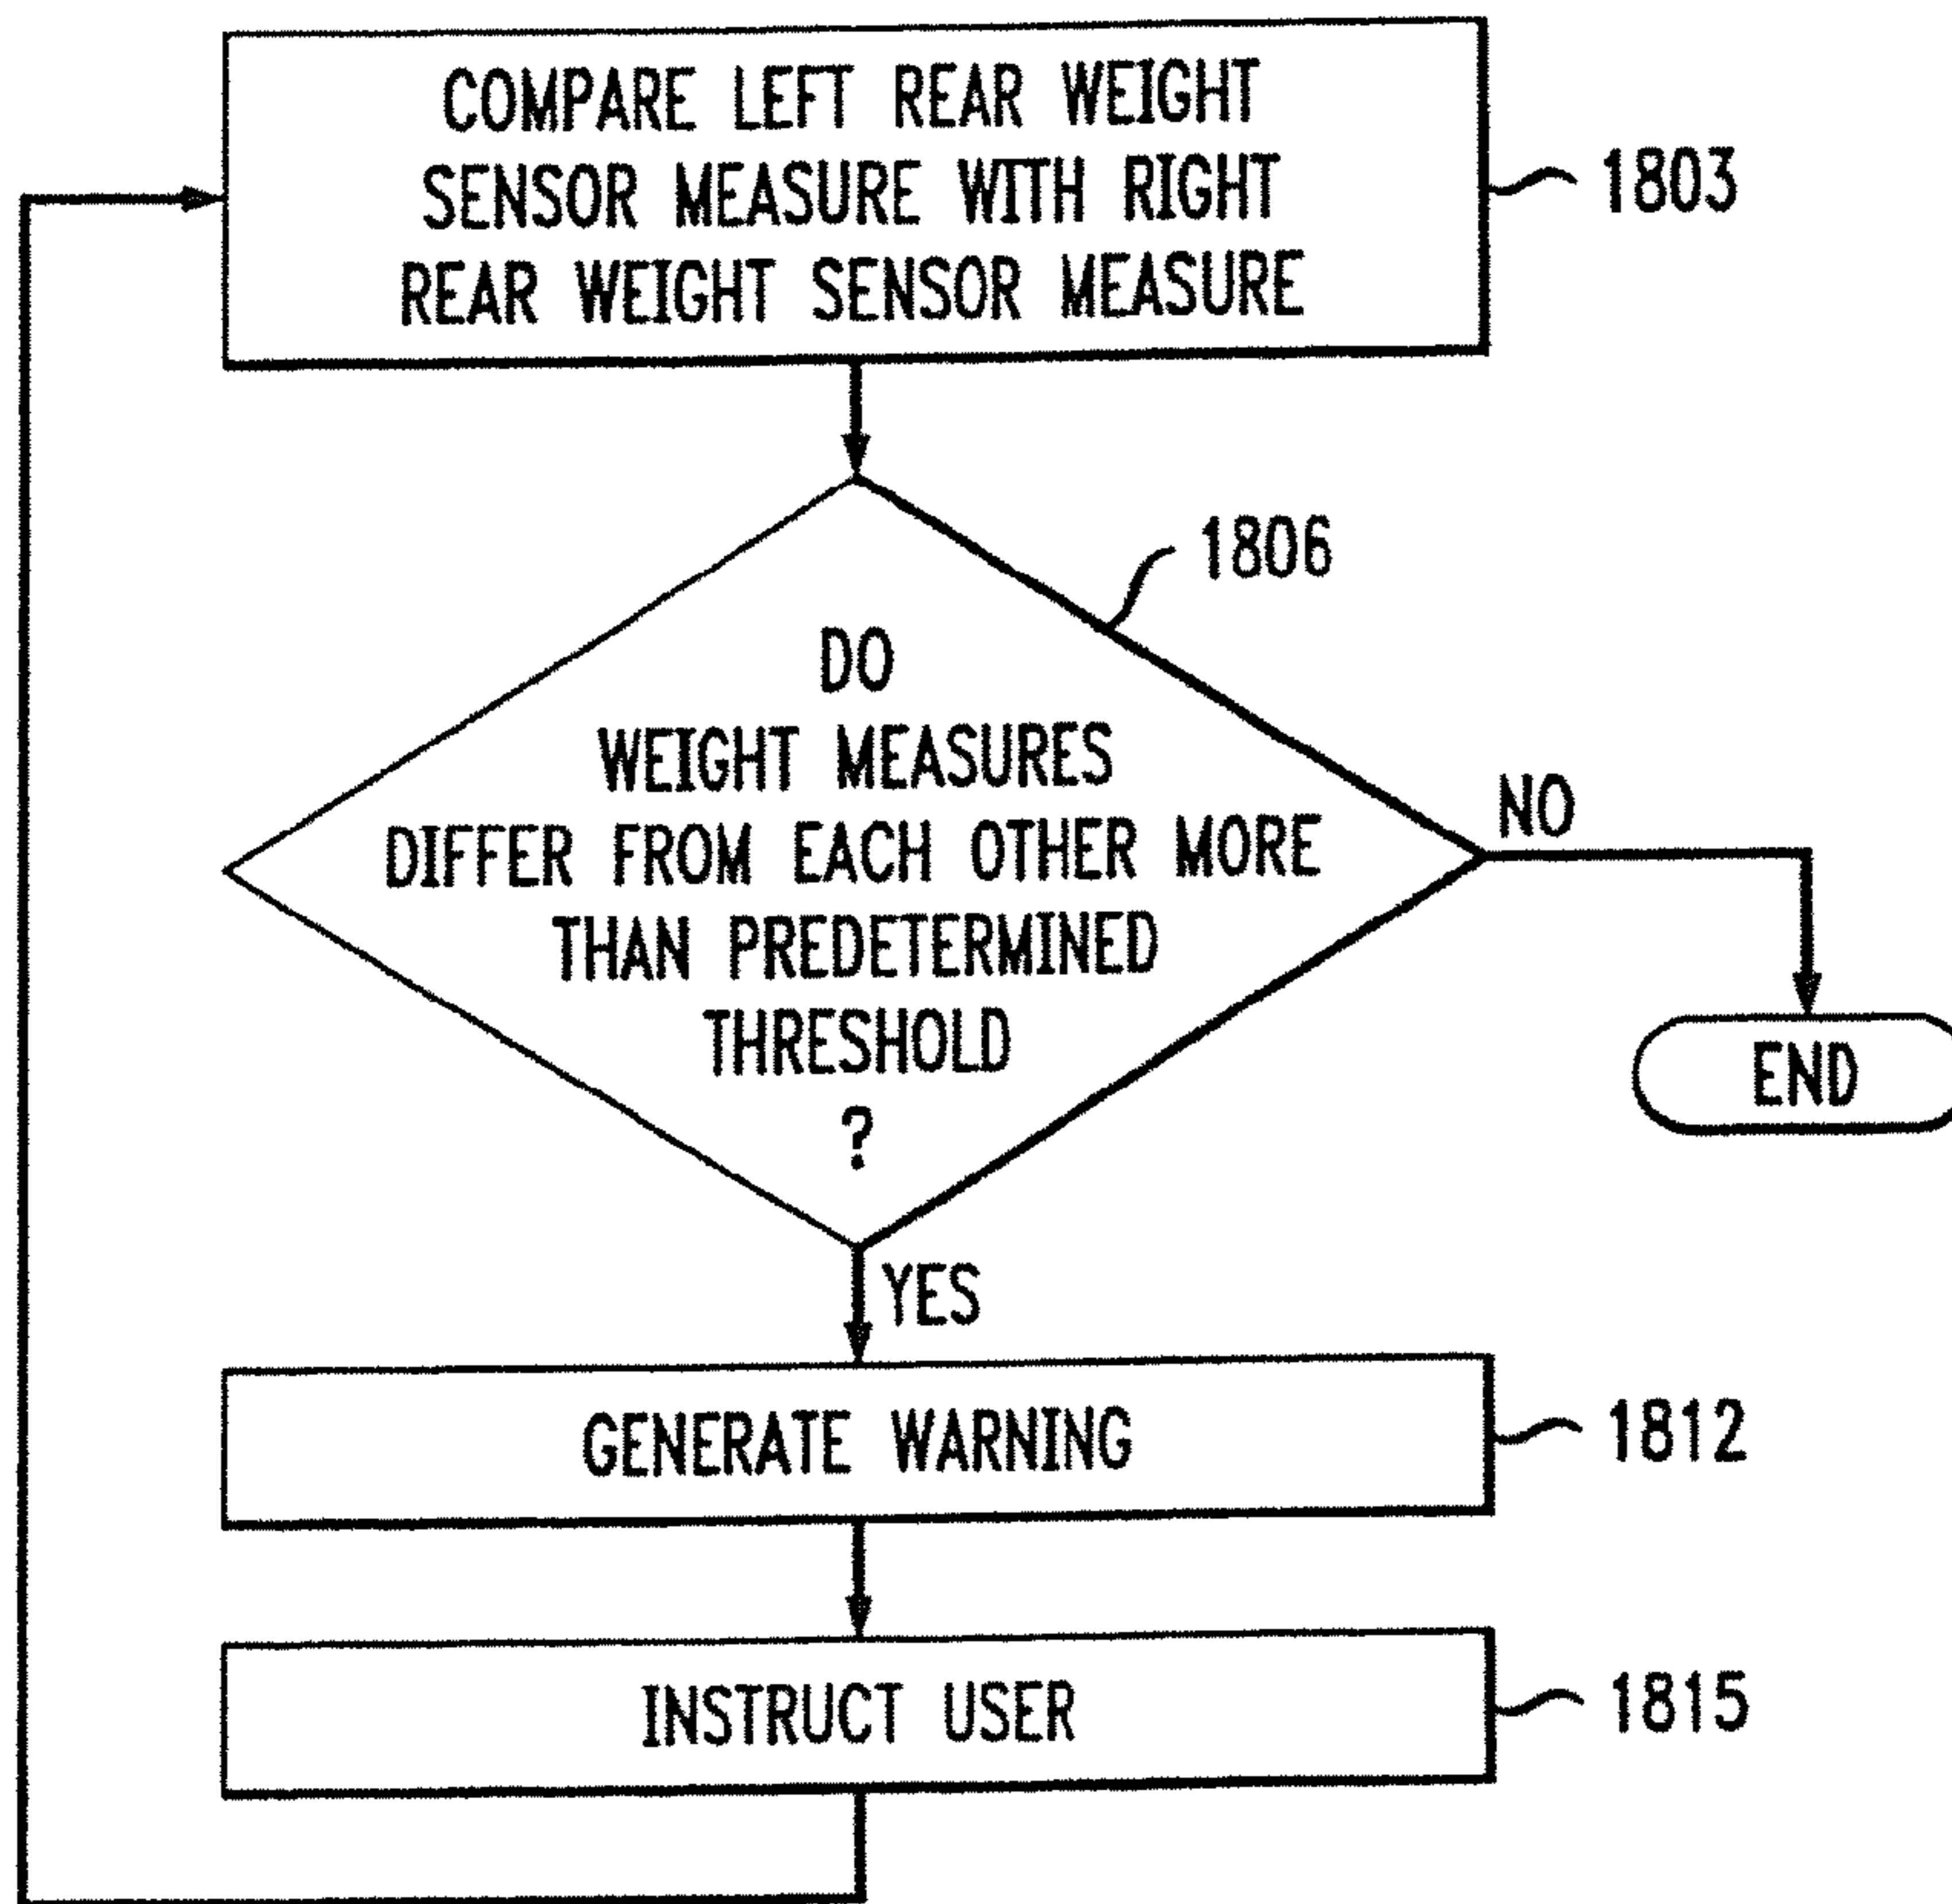 COMPARE LEFT REAR WEIGHT
SENSOR MEASURE WITH RIGHT
REAR WEIGHT SENSOR MEASURE
1803
1806
DO
WEIGHT MEASURES
DIFFER FROM EACH OTHER MORE
THAN PREDETERMINED
THRESHOLD
?
NO
END
YES
GENERATE WARNING
1812
INSTRUCT USER
1815